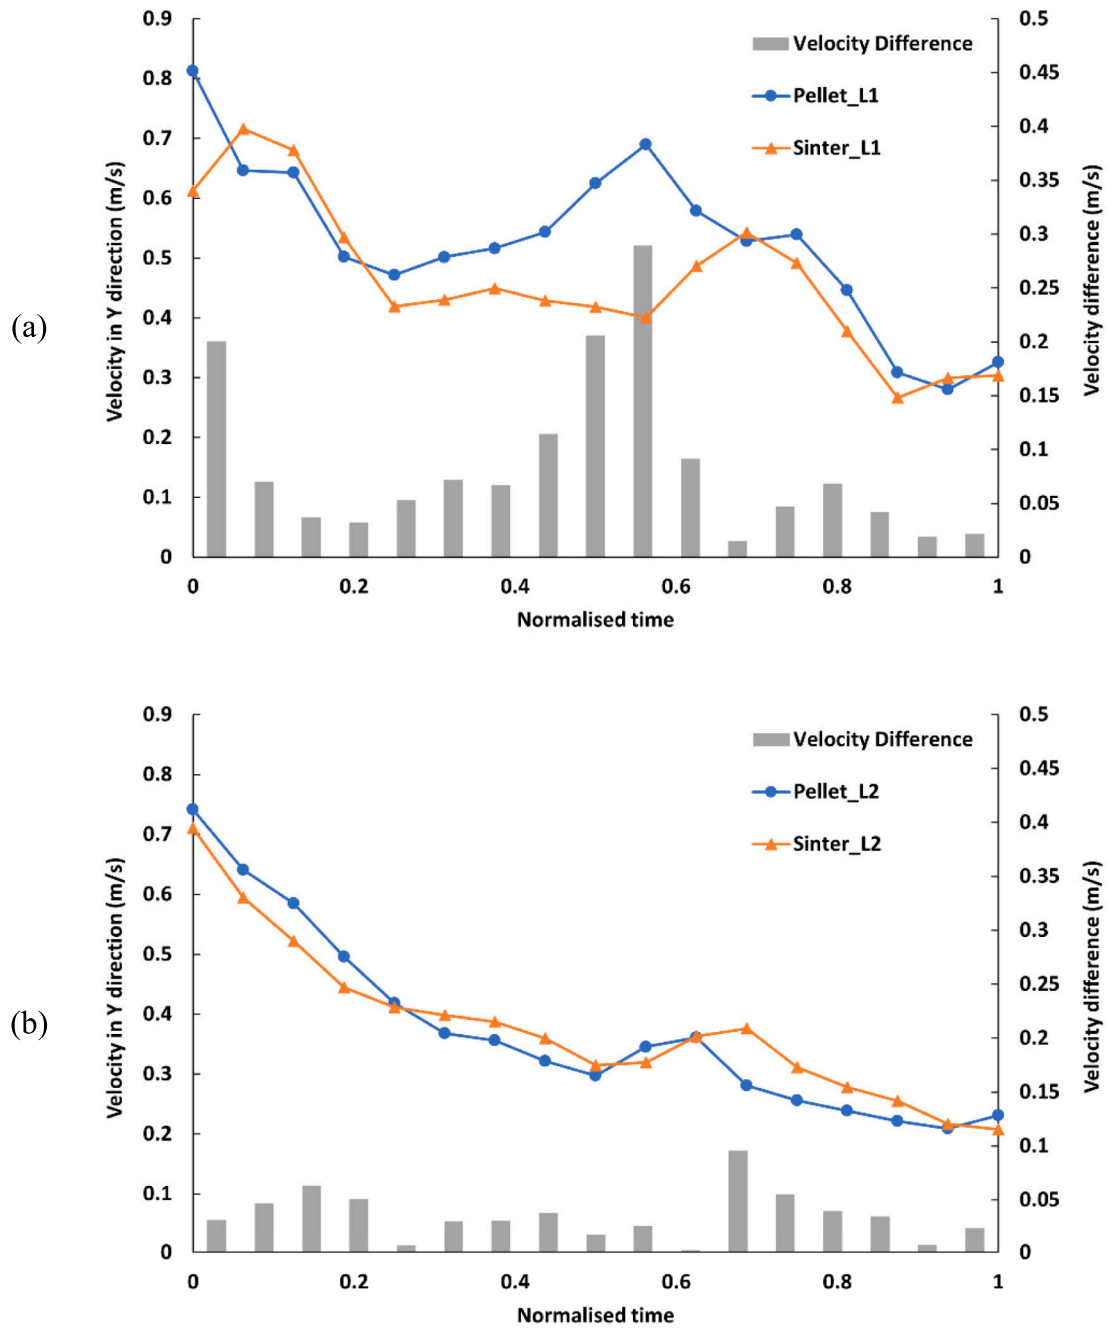 (a)
Velocity in Y direction (m/s)
0.9
0.8
0.7
0.6
0.5
0.4
0.3
0.2
0.1
0
Velocity Difference
Pellet_L1
Sinter_L1
0.5
0.45
0.4
0.35
0.3
0.25
0.2
0.15
0.1
0.05
0
Velocity difference (m/s)
0 0.2 0.4 0.6 0.8 1
Normalised time
(b)
Velocity in Y direction (m/s)
0.9
0.8
0.7
0.6
0.5
0.4
0.3
0.2
0.1
0
Velocity Difference
Pellet_L2
Sinter_L2
0.5
0.45
0.4
0.35
0.3
0.25
0.2
0.15
0.1
0.05
0
Velocity difference (m/s)
0 0.2 0.4 0.6 0.8 1
Normalised time